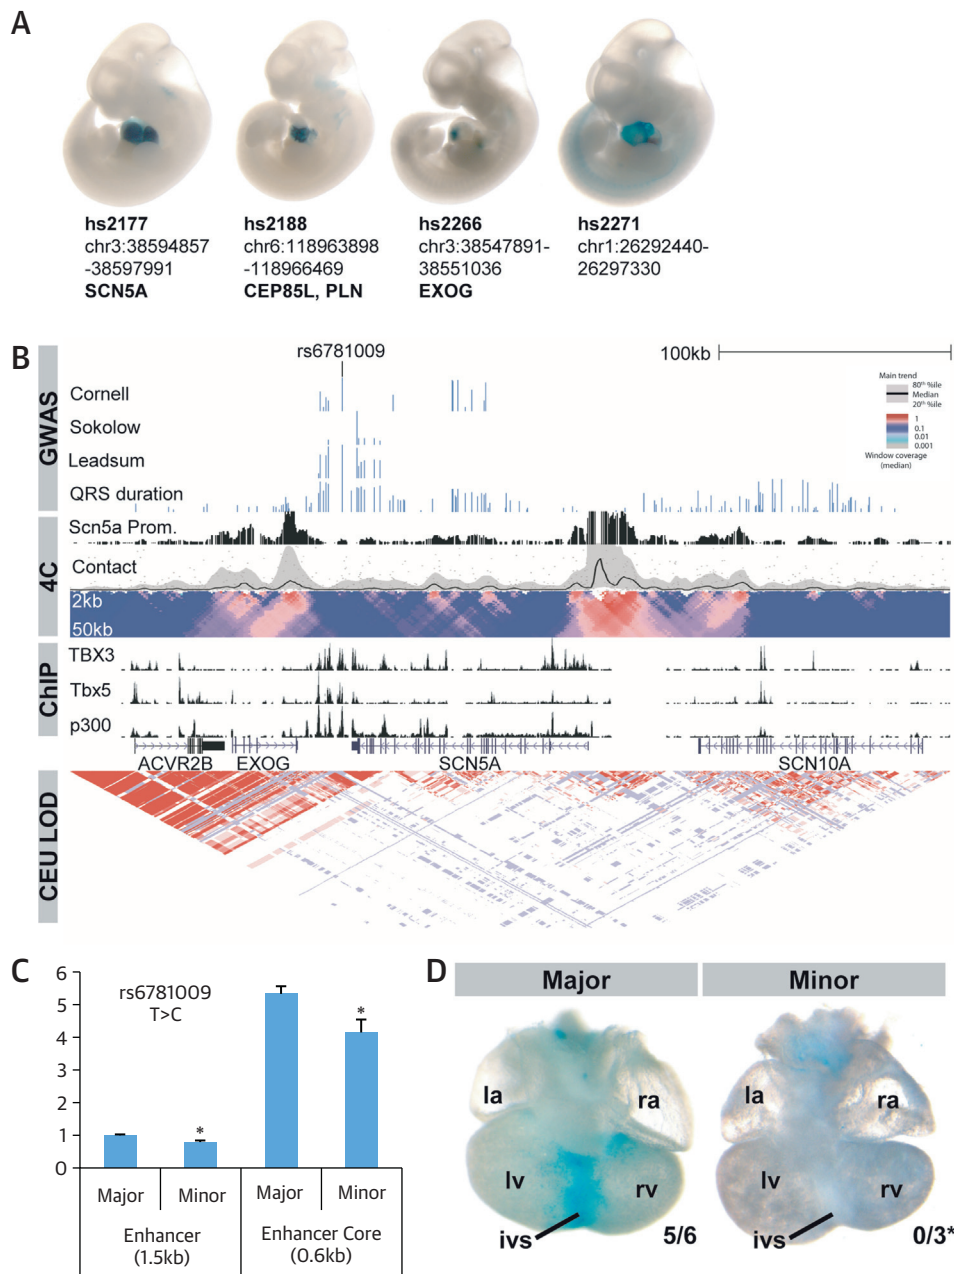 A
hs2177
chr3:38594857
-38597991
SCN5A
hs2188
chr6:118963898
-118966469
CEP85L, PLN
hs2266
chr3:38547891-
38551036
EXOG
hs2271
chr1:26292440-
26297330
B
GWAS
rs6781009
100kb
Cornell
Sokolow
Leadsum
QRS duration
Main trend
80th %ile
Median
20th %ile
1
0.1
0.01
0.001
Window coverage
(median)
4C
Scn5a Prom.
Contact
2kb
50kb
ChIP
TBX3
Tbx5
p300
ACVR2B
EXOG
SCN5A
SCN10A
CEU LOD
C
6
5
4
3
2
1
0
rs6781009
T>C
*
*
Major
Minor
Major
Minor
Enhancer
(1.5kb)
Enhancer Core
(0.6kb)
D
Major
Minor
la
ra
lv
rv
ivs
5/6
la
ra
lv
rv
ivs
0/3*